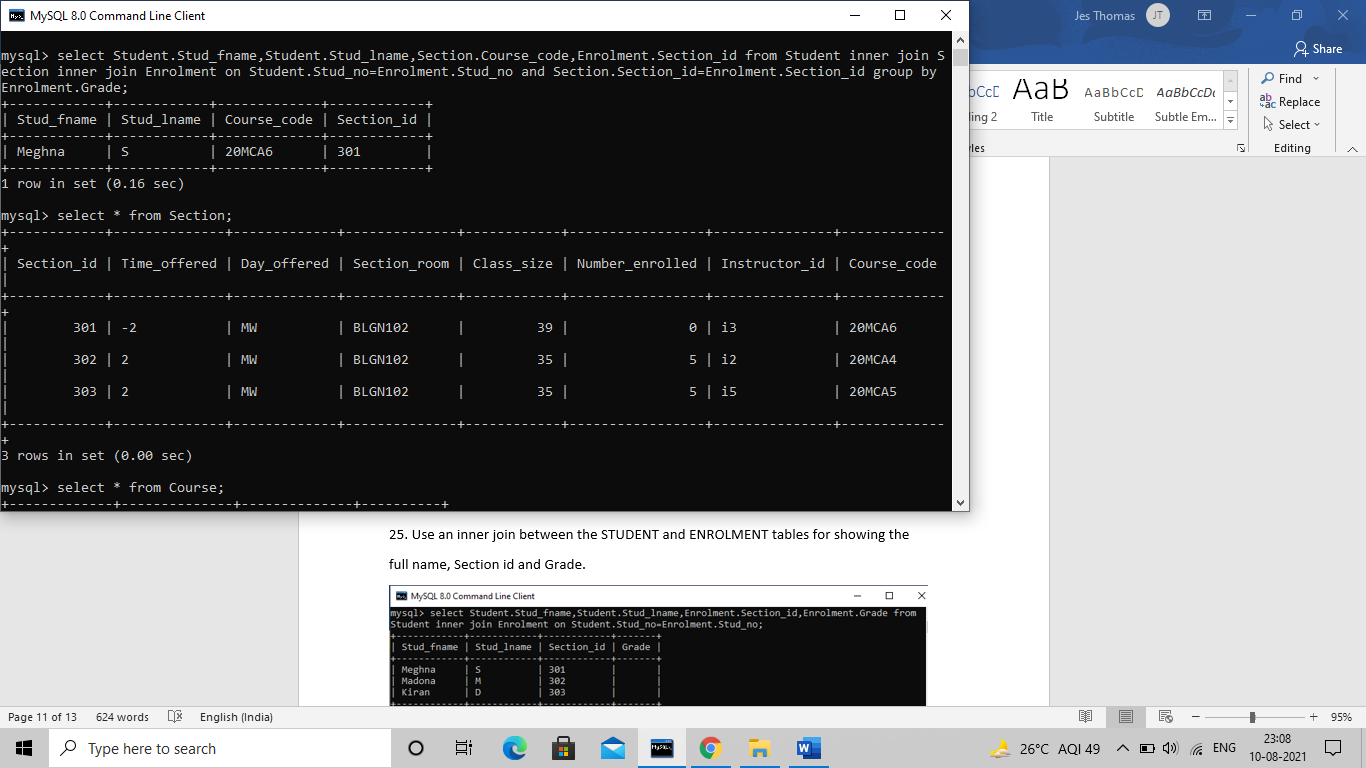 MySQL 8.0 Command Line Client
mysql> select Student.Stud_fname,Student.Stud_lname,Section.Course_code,Enrolment.Section_id from Student inner join S
ection inner join Enrolment on Student.Stud_no=Enrolment.Stud_no and Section.Section_id=Enrolment.Section_id group by
Enrolment.Grade;
+------------+------------+-------------+------------+
| Stud_fname | Stud_lname | Course_code | Section_id |
+------------+------------+-------------+------------+
| Meghna     | S          | 20MCA6      | 301        |
+------------+------------+-------------+------------+
1 row in set (0.16 sec)
mysql> select * from Section;
+------------+--------------+-------------+--------------+------------+-----------------+---------------+-------------
+
| Section_id | Time_offered | Day_offered | Section_room | Class_size | Number_enrolled | Instructor_id | Course_code
|
+------------+--------------+-------------+--------------+------------+-----------------+---------------+-------------
+
|        301 | -2           | MW          | BLGN102      |         39 |               0 | i3            | 20MCA6
|
|        302 | 2            | MW          | BLGN102      |         35 |               5 | i2            | 20MCA4
|
|        303 | 2            | MW          | BLGN102      |         35 |               5 | i5            | 20MCA5
|
+------------+--------------+-------------+--------------+------------+-----------------+---------------+-------------
+
3 rows in set (0.00 sec)
mysql> select * from Course;
+-------------+--------------+---------------+----------+
Jes Thomas JT
Share
AaB AaBbCcD AaBbCcDc
ing 2 Title Subtitle Subtle Em...
Find
Replace
Select
Editing
25. Use an inner join between the STUDENT and ENROLMENT tables for showing the
full name, Section id and Grade.
MySQL 8.0 Command Line Client
mysql> select Student.Stud_fname,Student.Stud_lname,Enrolment.Section_id,Enrolment.Grade from
Student inner join Enrolment on Student.Stud_no=Enrolment.Stud_no;
+------------+------------+------------+-------+
| Stud_fname | Stud_lname | Section_id | Grade |
+------------+------------+------------+-------+
| Meghna     | S          | 301        |       |
| Madona     | M          | 302        |       |
| Kiran      | D          | 303        |       |
+------------+------------+------------+-------+
Page 11 of 13 624 words English (India) 95%
Type here to search
26°C AQI 49 ENG 23:08
10-08-2021